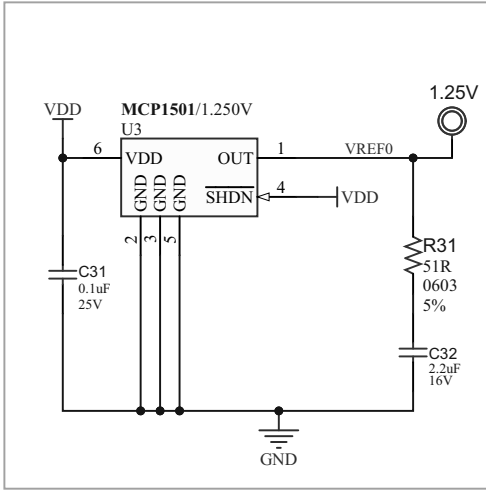 1.25V
VDD
MCP1501/1.250V
U3
6
VDD
OUT
1
VREF0
GND
GND
GND
SHDN
4
VDD
2
3
5
C31
0.1uF
25V
R31
51R
0603
5%
C32
2.2uF
16V
GND